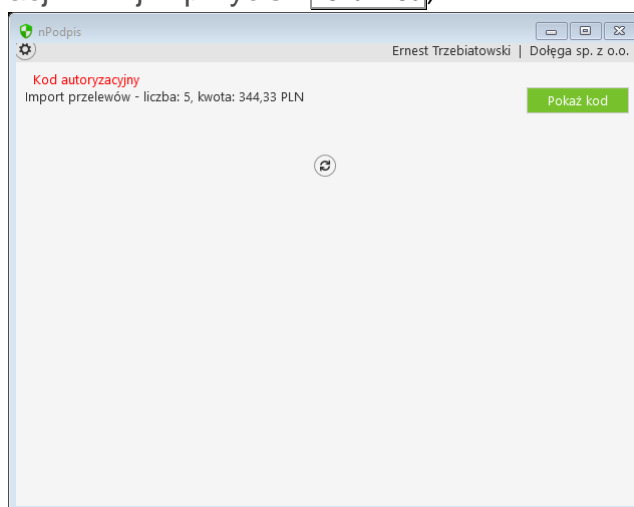 nPodpis
Ernest Trzebiatowski | Dołęga sp. z o.o.
Kod autoryzacyjny
Import przelewów - liczba: 5, kwota: 344,33 PLN
Pokaż kod